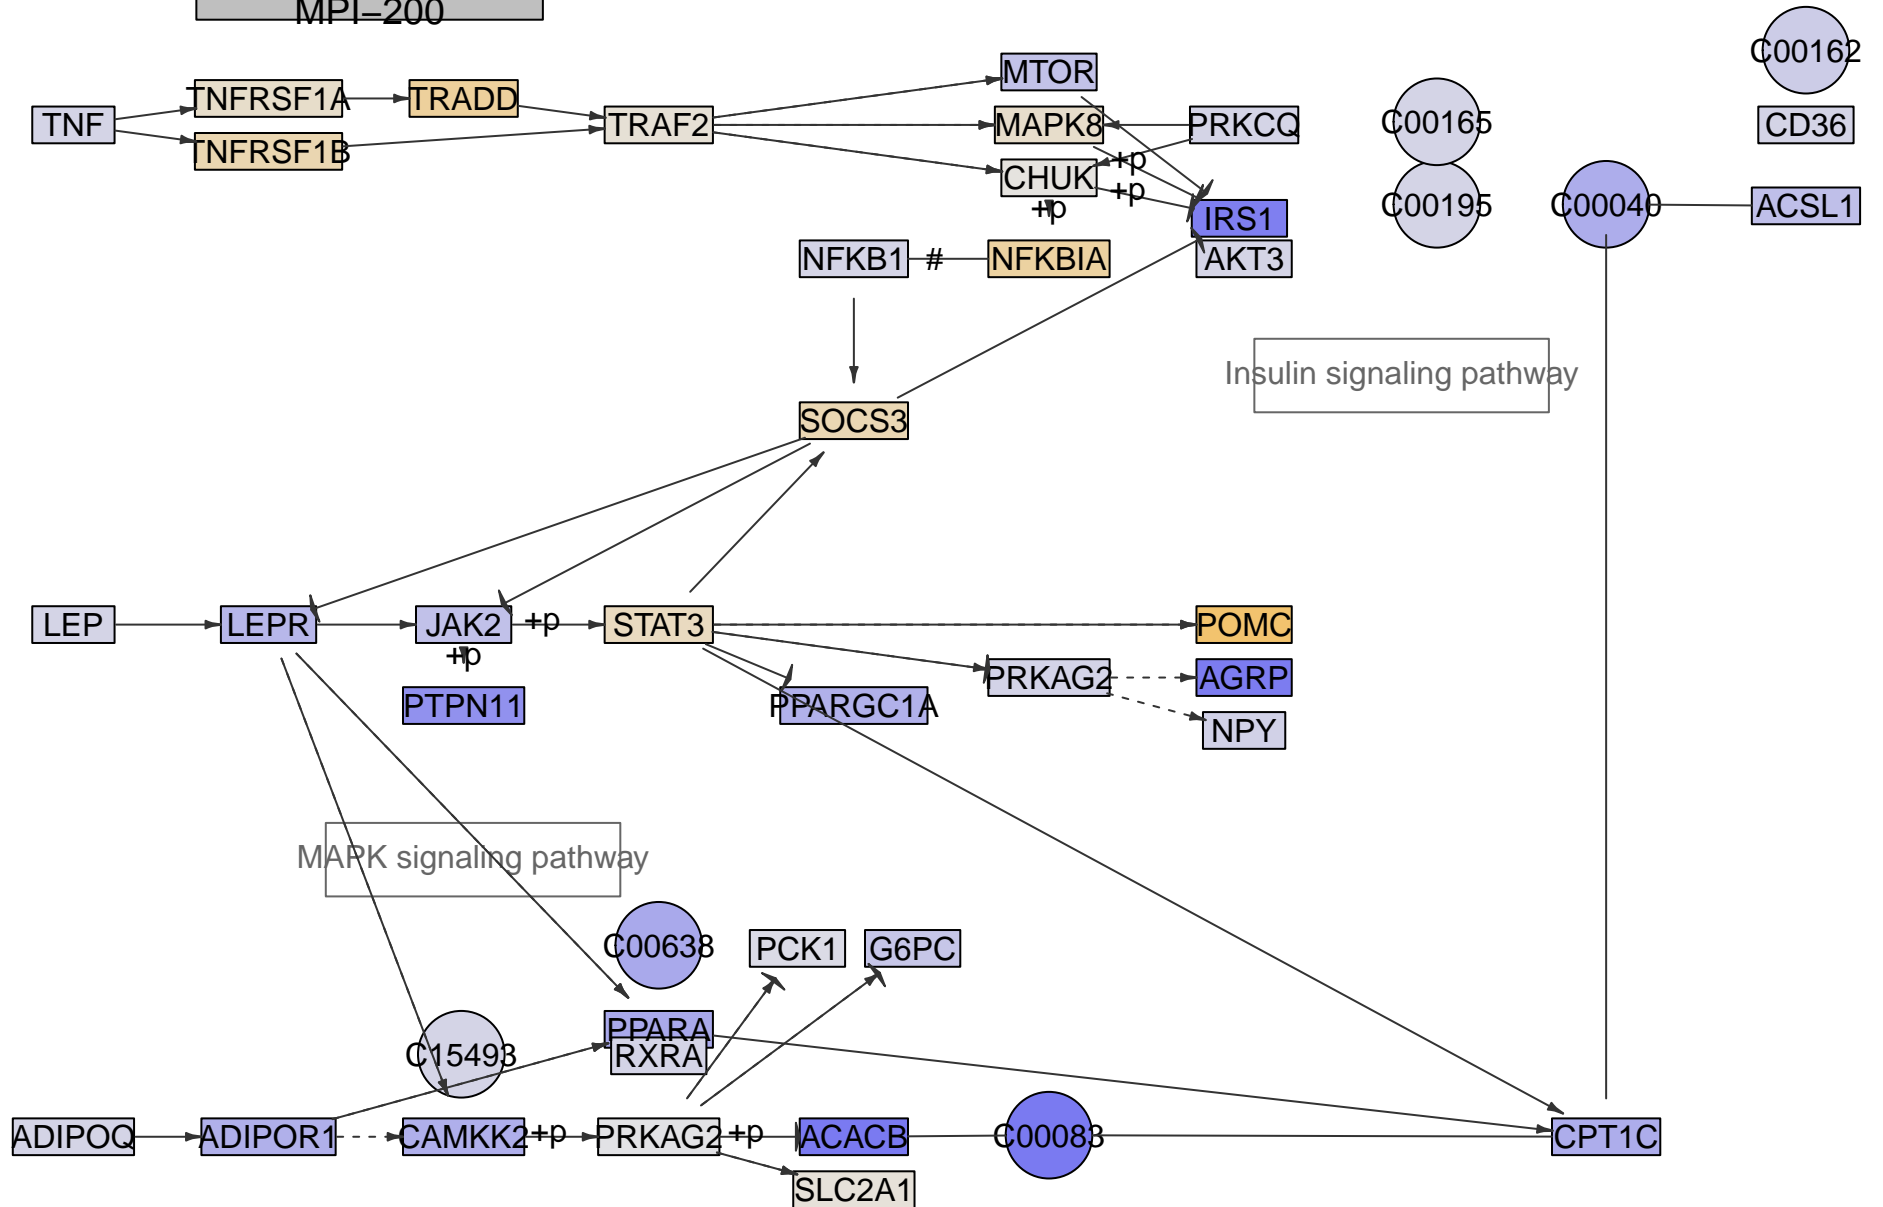 MPI–200
C00162
MTOR
TNFRSF1A
TRADD
TNF
TRAF2
MAPK8
PRKCQ
C00165
CD36
TNFRSF1B
+p
CHUK
+p
+p
IRS1
C00195
C00040
ACSL1
NFKB1
#
NFKBIA
AKT3
Insulin signaling pathway
SOCS3
LEP
LEPR
JAK2
+p
STAT3
POMC
+p
PRKAG2
AGRP
PTPN11
PPARGC1A
NPY
MAPK signaling pathway
C00638
PCK1
G6PC
PPARA
C15493
RXRA
ADIPOQ
ADIPOR1
CAMKK2
+p
PRKAG2
+p
ACACB
C00083
CPT1C
SLC2A1